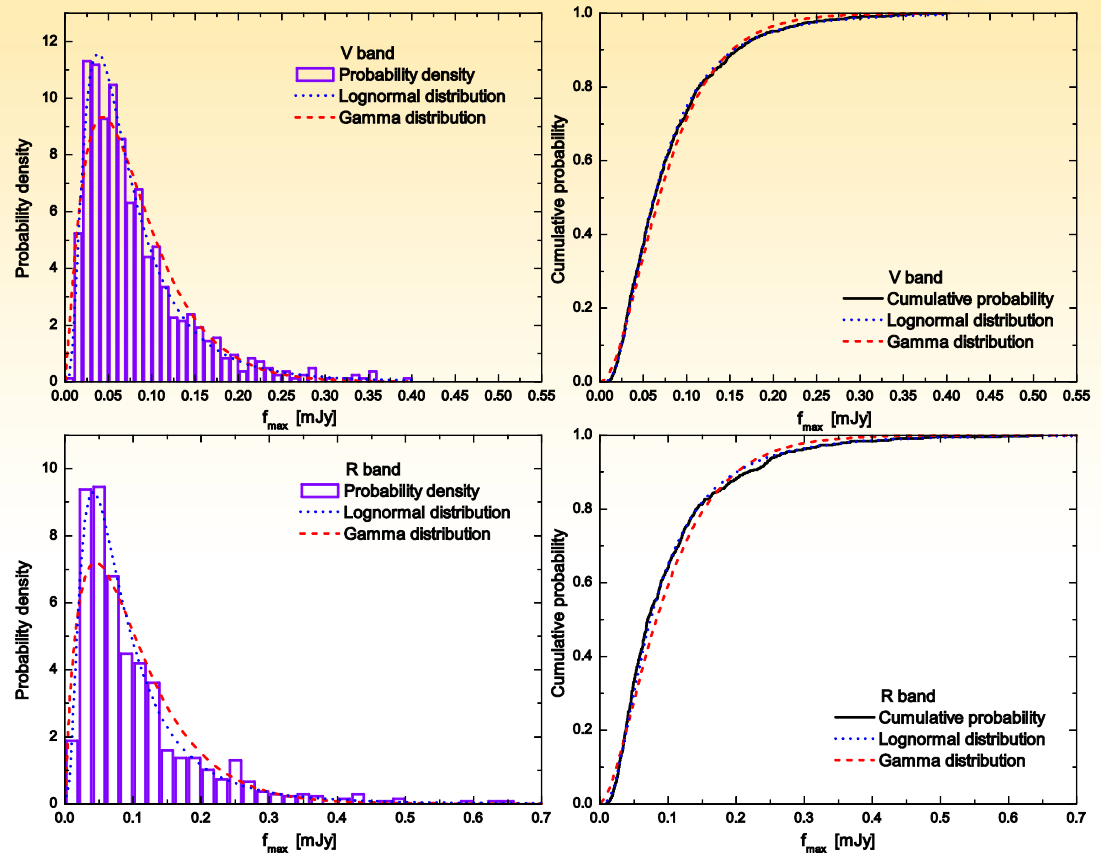 V band
Probability density
Lognormal distribution
Gamma distribution
Probability density
12
10
8
6
4
2
0
0.00 0.05 0.10 0.15 0.20 0.25 0.30 0.35 0.40 0.45 0.50 0.55
f_max [mJy]
V band
Cumulative probability
Lognormal distribution
Gamma distribution
Cumulative probability
1.0
0.8
0.6
0.4
0.2
0.0
0.00 0.05 0.10 0.15 0.20 0.25 0.30 0.35 0.40 0.45 0.50 0.55
f_max [mJy]
R band
Probability density
Lognormal distribution
Gamma distribution
Probability density
10
8
6
4
2
0
0.0 0.1 0.2 0.3 0.4 0.5 0.6 0.7
f_max [mJy]
R band
Cumulative probability
Lognormal distribution
Gamma distribution
Cumulative probability
1.0
0.8
0.6
0.4
0.2
0.0
0.0 0.1 0.2 0.3 0.4 0.5 0.6 0.7
f_max [mJy]